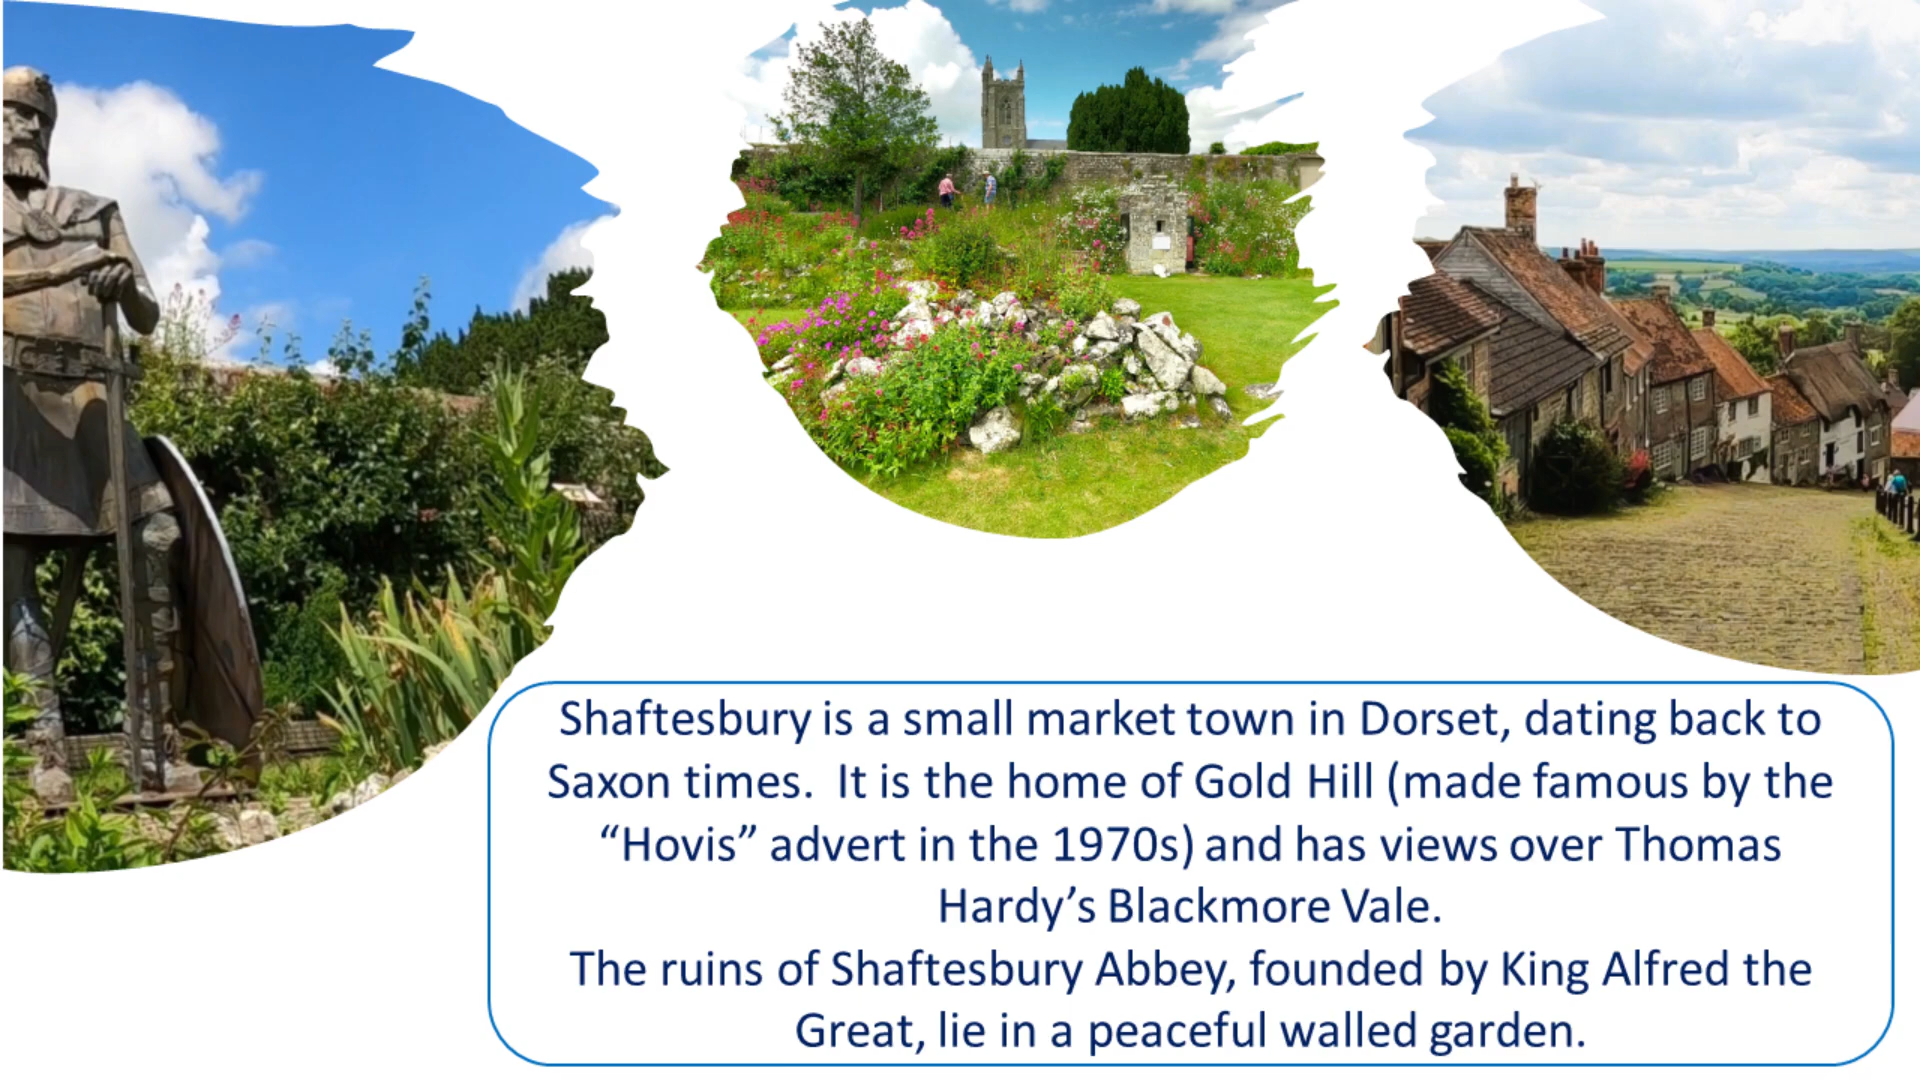 Shaftesbury is a small market town in Dorset, dating back to
Saxon times.  It is the home of Gold Hill (made famous by the
“Hovis” advert in the 1970s) and has views over Thomas
Hardy’s Blackmore Vale.
The ruins of Shaftesbury Abbey, founded by King Alfred the
Great, lie in a peaceful walled garden.